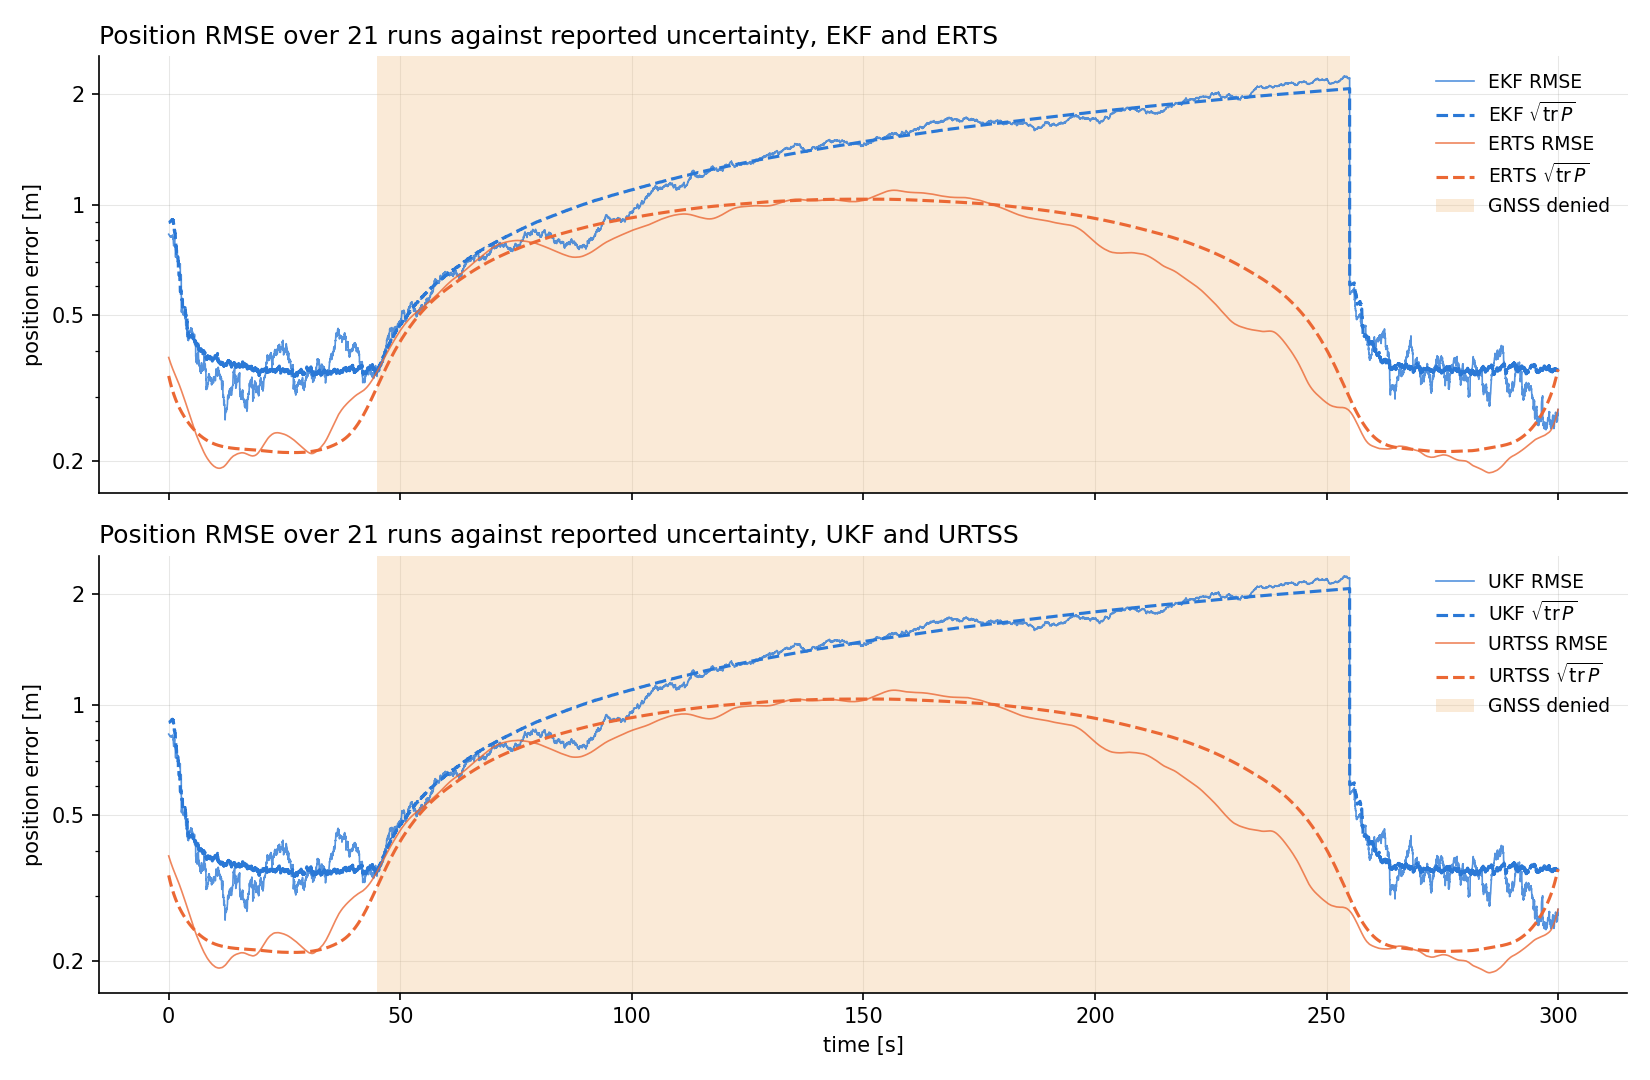 Position RMSE over 21 runs against reported uncertainty, EKF and ERTS
position error [m]
2
1
0.5
0.2
EKF RMSE
EKF √tr P
ERTS RMSE
ERTS √tr P
GNSS denied
Position RMSE over 21 runs against reported uncertainty, UKF and URTSS
position error [m]
2
1
0.5
0.2
UKF RMSE
UKF √tr P
URTSS RMSE
URTSS √tr P
GNSS denied
0 50 100 150 200 250 300
time [s]